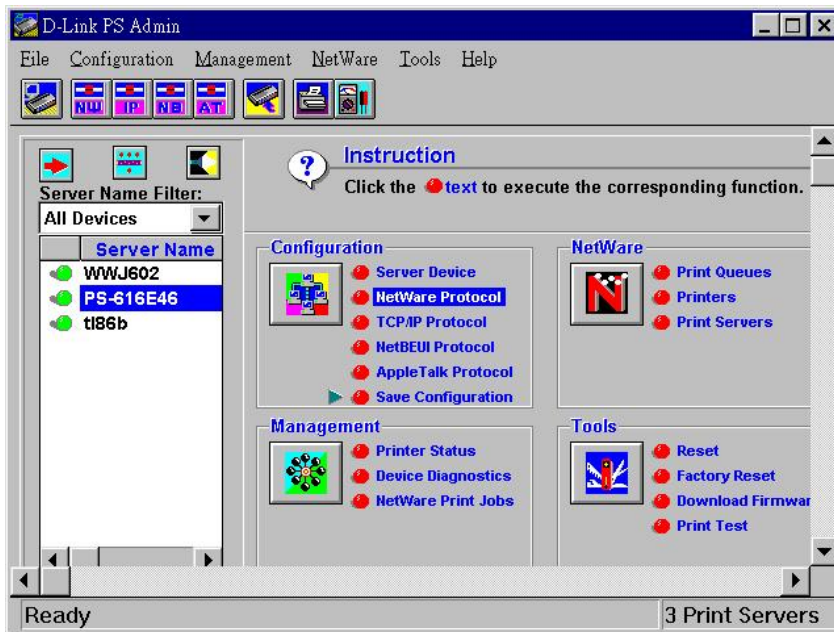 D-Link PS Admin
File Configuration Management NetWare Tools Help
NW IP NB AT
Server Name Filter:
All Devices
Server Name
WWJ602
PS-616E46
tl86b
Instruction
Click the text to execute the corresponding function.
Configuration
Server Device
NetWare Protocol
TCP/IP Protocol
NetBEUI Protocol
AppleTalk Protocol
Save Configuration
NetWare
Print Queues
Printers
Print Servers
Management
Printer Status
Device Diagnostics
NetWare Print Jobs
Tools
Reset
Factory Reset
Download Firmwar
Print Test
Ready
3 Print Servers